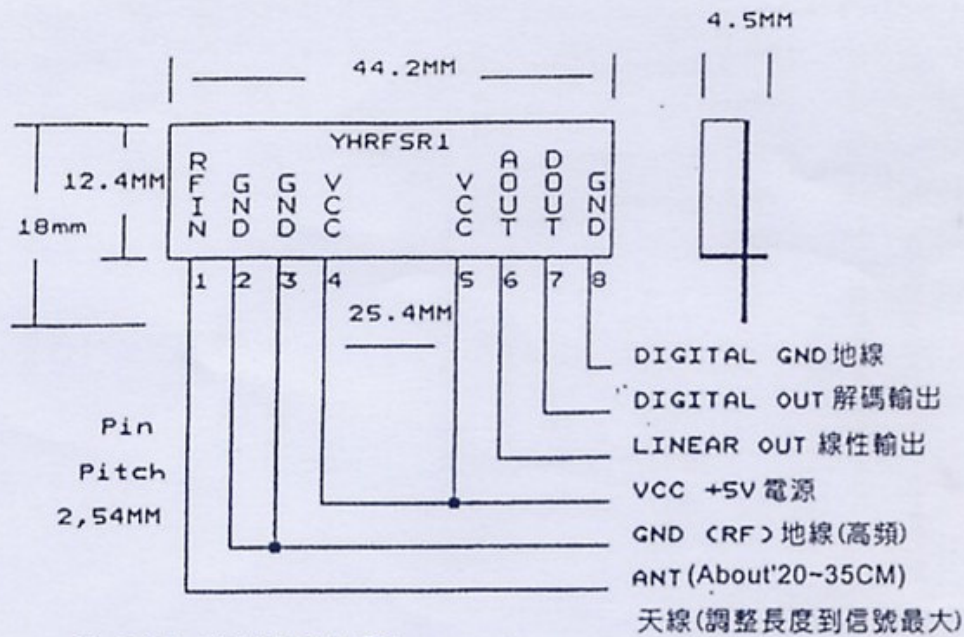 4.5MM
44.2MM
YHRFSR1
RFIN
GND
GND
VCC
VCC
AOUT
DOUT
GND
12.4MM
18mm
1 2 3 4 5 6 7 8
25.4MM
Pin
Pitch
2,54MM
DIGITAL GND地線
DIGITAL OUT 解碼輸出
LINEAR OUT 線性輸出
VCC +5V 電源
GND (RF) 地線(高頻)
ANT(About'20~35CM)
天線(調整長度到信號最大)